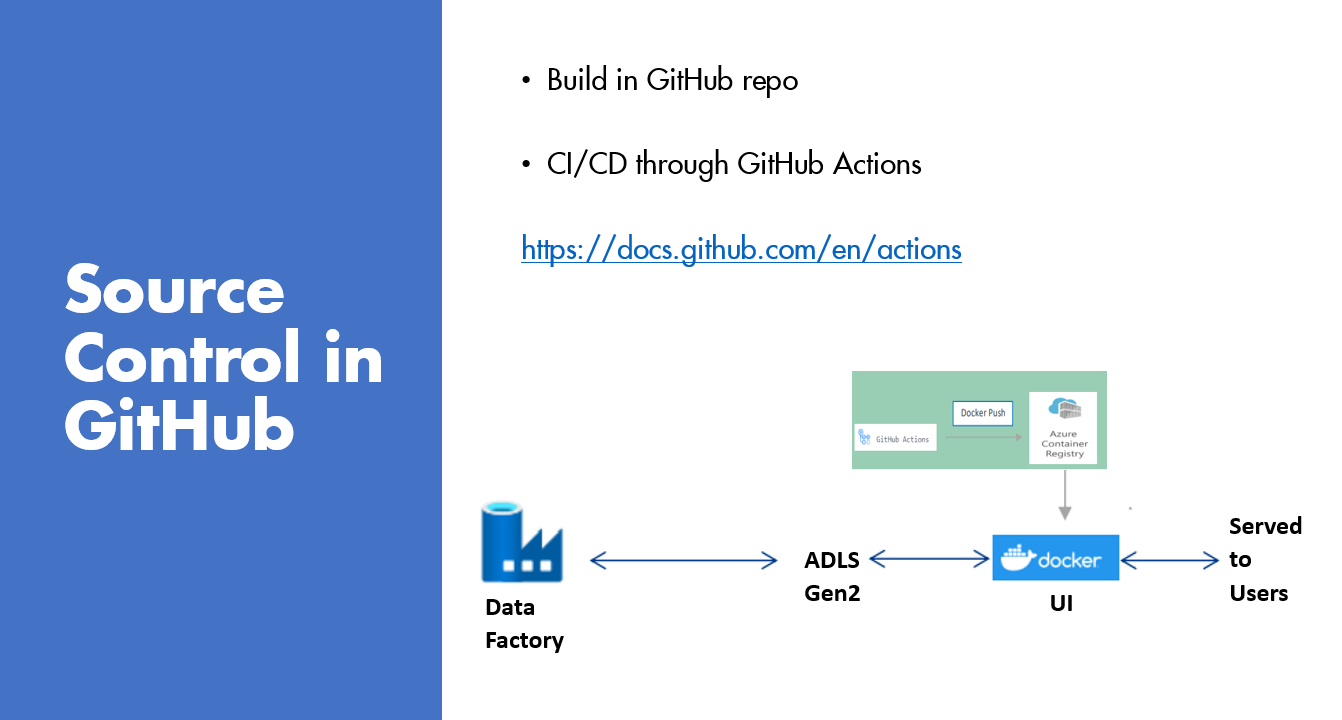 Source
Control in
GitHub
• Build in GitHub repo
• CI/CD through GitHub Actions
https://docs.github.com/en/actions
Docker Push
GitHub Actions
Azure
Container
Registry
Data
Factory
ADLS
Gen2
docker
UI
Served
to
Users